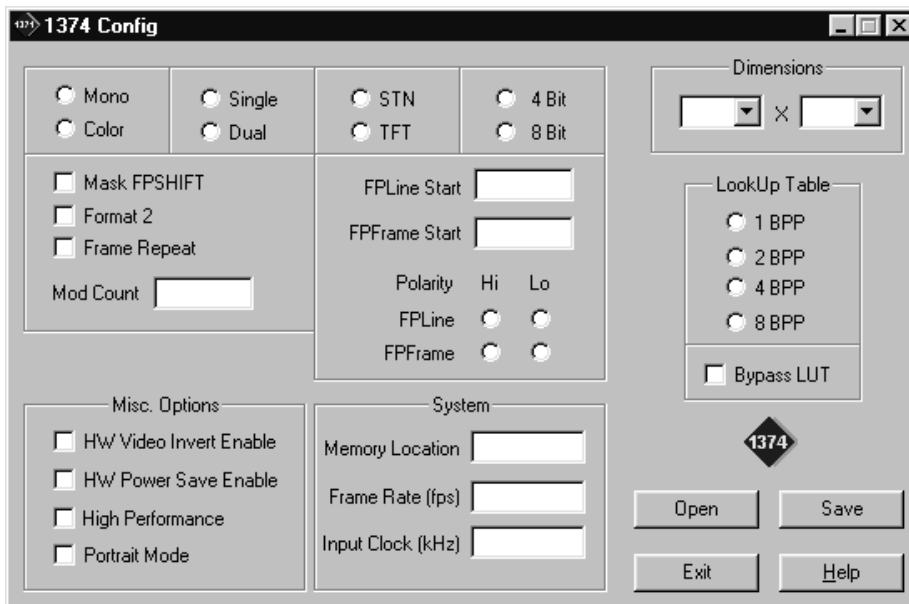 1374 1374 Config
Mono
Color
Single
Dual
STN
TFT
4 Bit
8 Bit
Mask FPSHIFT
Format 2
Frame Repeat
Mod Count
FPLine Start
FPFrame Start
Polarity Hi Lo
FPLine
FPFrame
Dimensions
X
LookUp Table
1 BPP
2 BPP
4 BPP
8 BPP
Bypass LUT
Misc. Options
HW Video Invert Enable
HW Power Save Enable
High Performance
Portrait Mode
System
Memory Location
Frame Rate (fps)
Input Clock (kHz)
1374
Open
Save
Exit
Help